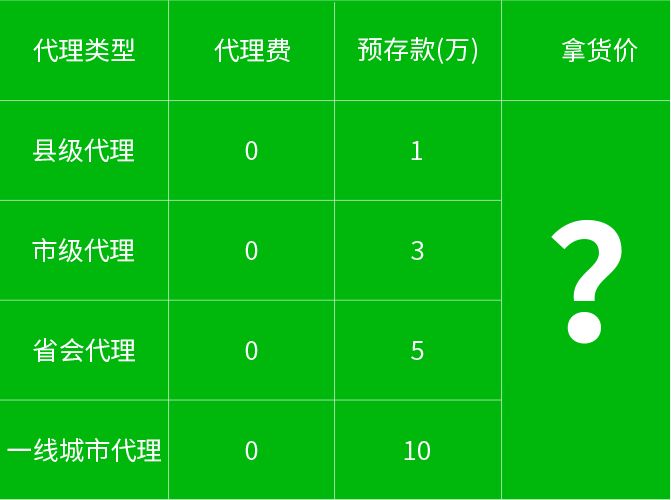 代理类型 代理费 预存款(万) 拿货价
县级代理 0 1
市级代理 0 3
?
省会代理 0 5
一线城市代理 0 10